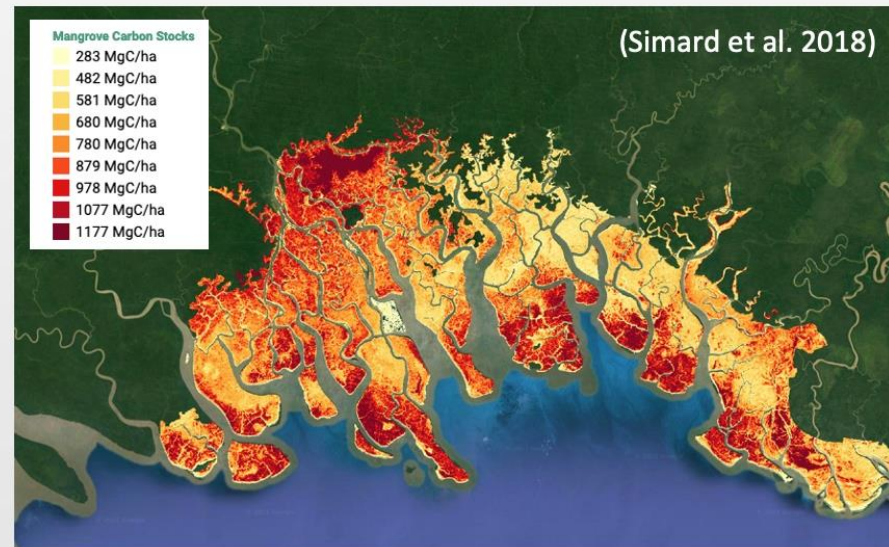 Mangrove Carbon Stocks
283 MgC/ha
482 MgC/ha
581 MgC/ha
680 MgC/ha
780 MgC/ha
879 MgC/ha
978 MgC/ha
1077 MgC/ha
1177 MgC/ha
(Simard et al. 2018)